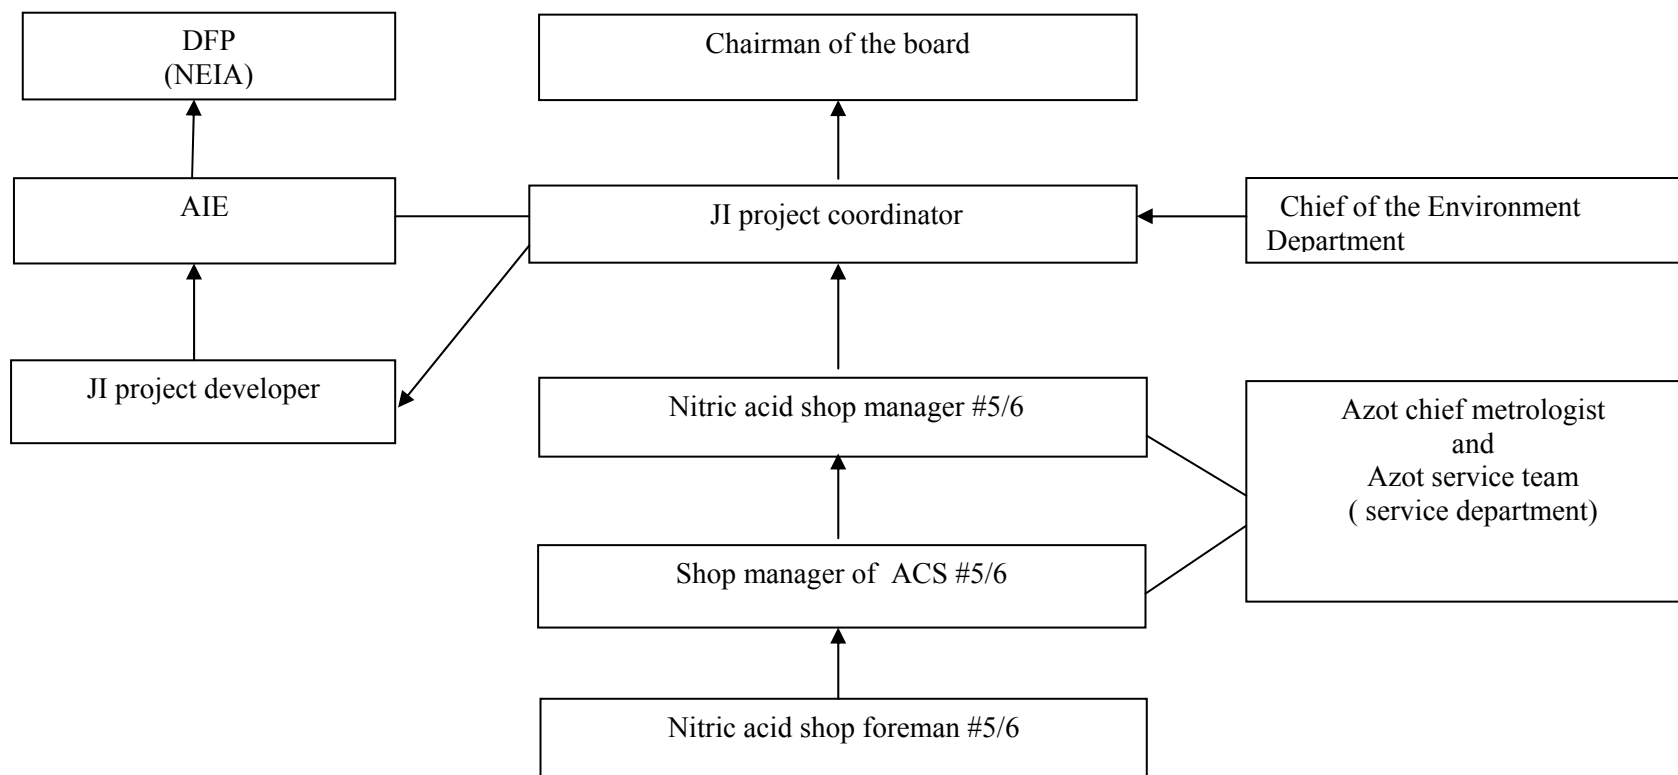 DFP
(NEIA)
Chairman of the board
AIE
JI project coordinator
Chief of the Environment
Department
JI project developer
Nitric acid shop manager #5/6
Azot chief metrologist
and
Azot service team
( service department)
Shop manager of  ACS #5/6
Nitric acid shop foreman #5/6